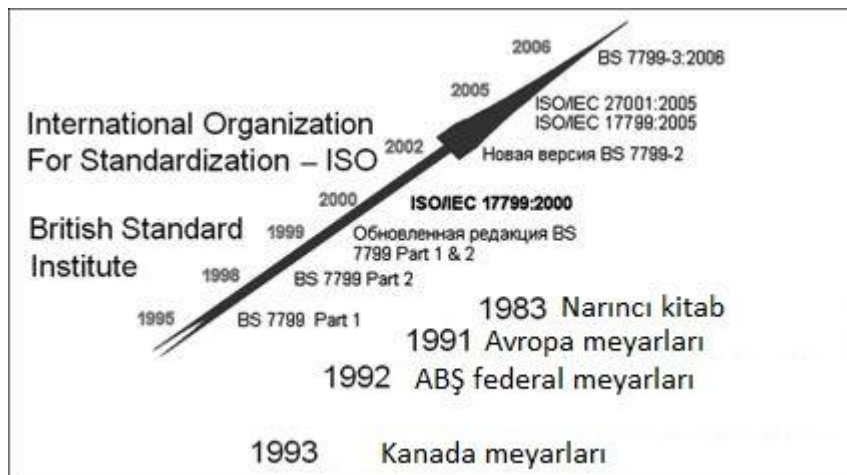 2006
BS 7799-3:2006
2005
ISO/IEC 27001:2005
ISO/IEC 17799:2005
International Organization
For Standardization – ISO
2002
Новая версия BS 7799-2
2000
ISO/IEC 17799:2000
British Standard
Institute
1999
Обновленная редакция BS
7799 Part 1 & 2
1998
BS 7799 Part 2
1995
BS 7799 Part 1
1983 Narıncı kitab
1991 Avropa meyarları
1992 ABŞ federal meyarları
1993 Kanada meyarları